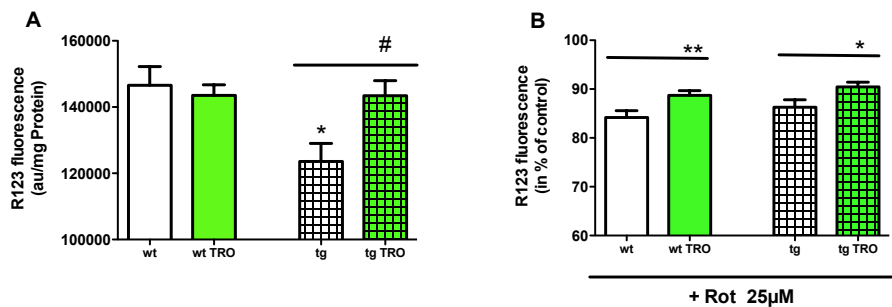 A
R123 fluorescence
(au/mg Protein)
160000
140000
120000
100000
*
#
wt
wt TRO
tg
tg TRO
B
R123 fluorescence
(in % of control)
100
90
80
70
60
**
*
wt
wt TRO
tg
tg TRO
+ Rot 25µM